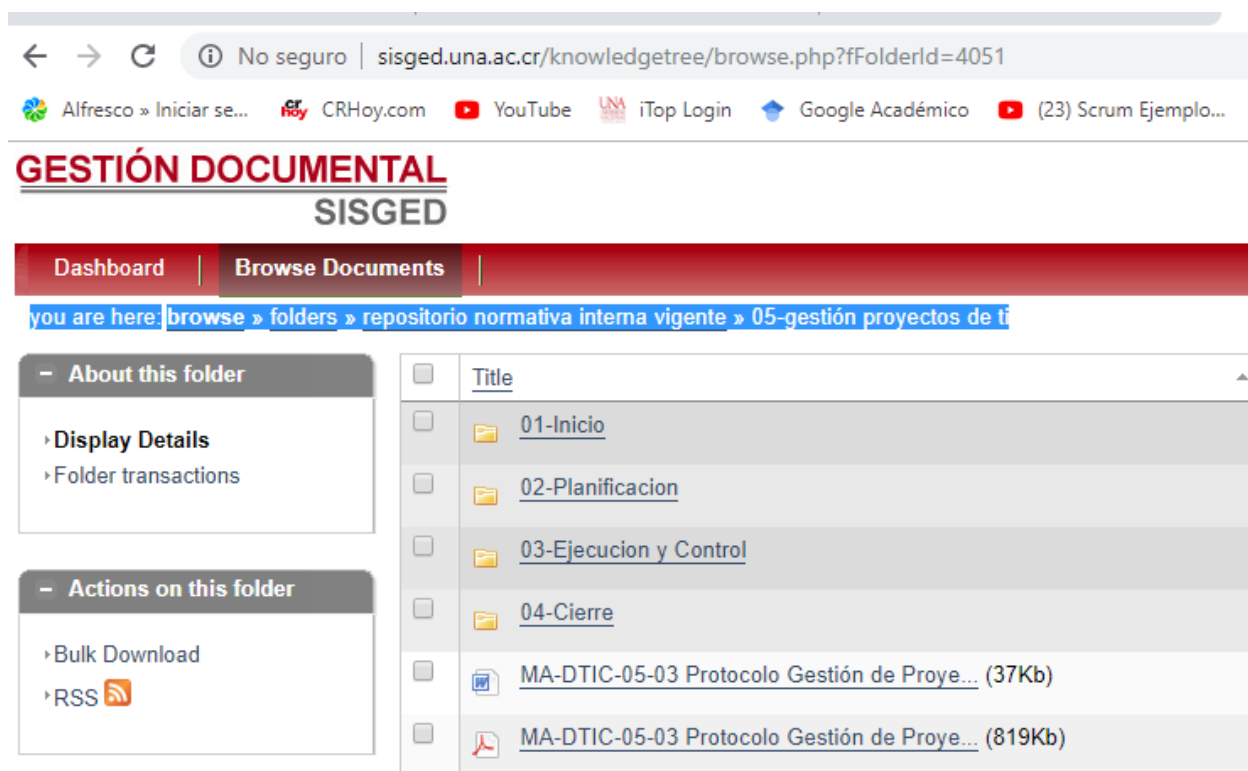 No seguro | sisged.una.ac.cr/knowledgetree/browse.php?fFolderId=4051
Alfresco » Iniciar se... CRHoy.com YouTube iTop Login Google Académico (23) Scrum Ejemplo...
GESTIÓN DOCUMENTAL
SISGED
Dashboard | Browse Documents |
you are here: browse » folders » repositorio normativa interna vigente » 05-gestión proyectos de ti
About this folder
Display Details
Folder transactions
Actions on this folder
Bulk Download
RSS
Title
01-Inicio
02-Planificacion
03-Ejecucion y Control
04-Cierre
MA-DTIC-05-03 Protocolo Gestión de Proye... (37Kb)
MA-DTIC-05-03 Protocolo Gestión de Proye... (819Kb)